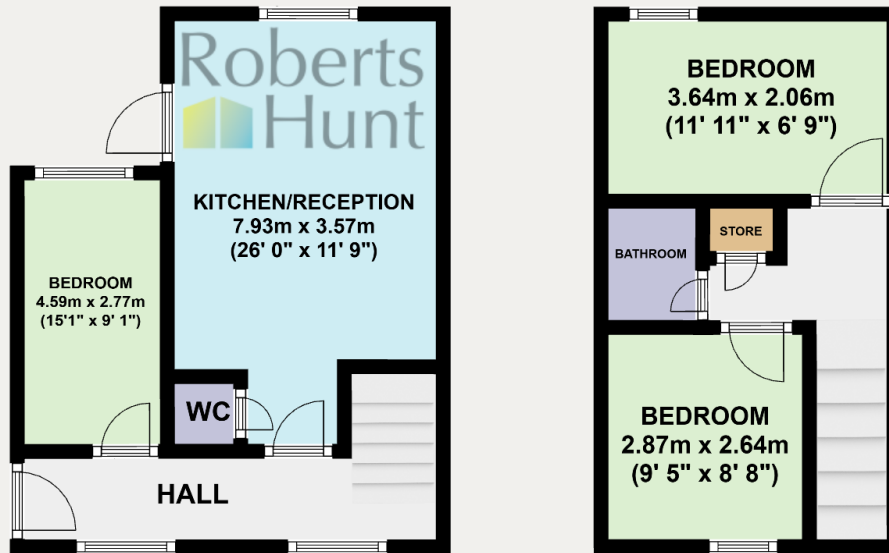 Roberts
Hunt
KITCHEN/RECEPTION
7.93m x 3.57m
(26' 0" x 11' 9")
BEDROOM
4.59m x 2.77m
(15'1" x 9' 1")
WC
HALL
BEDROOM
3.64m x 2.06m
(11' 11" x 6' 9")
BATHROOM
STORE
BEDROOM
2.87m x 2.64m
(9' 5" x 8' 8")